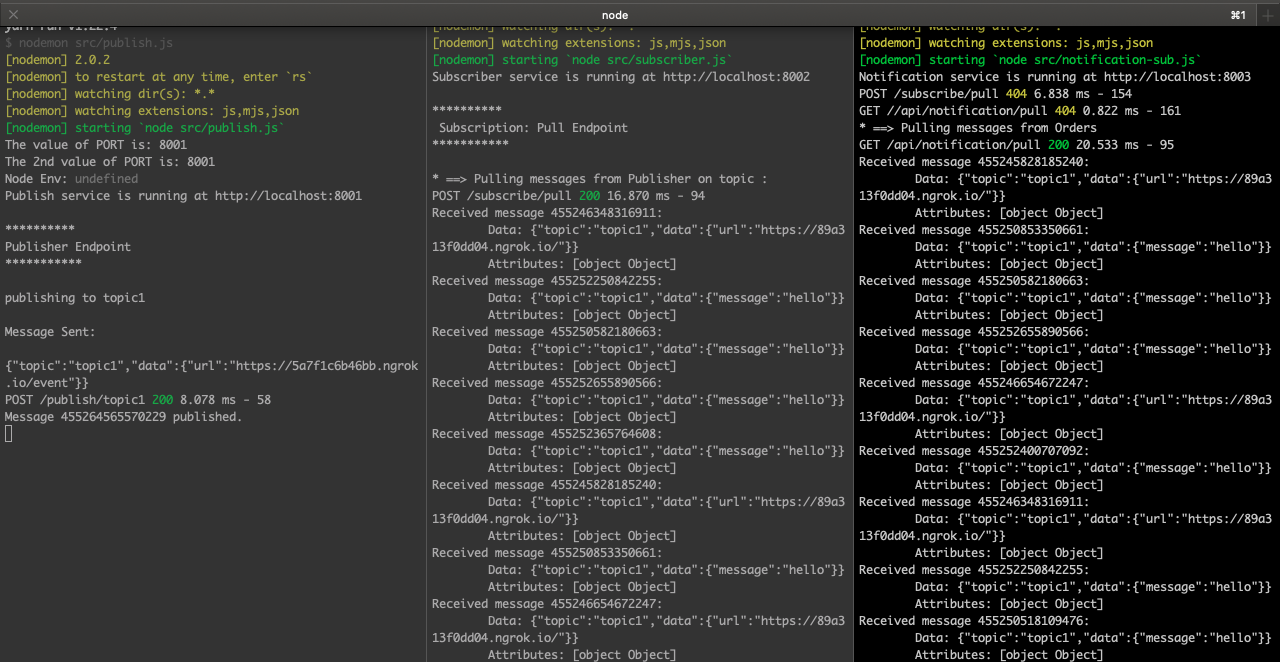 node
⌘1
yarn run v1.22.4
$ nodemon src/publish.js
[nodemon] 2.0.2
[nodemon] to restart at any time, enter `rs`
[nodemon] watching dir(s): *.*
[nodemon] watching extensions: js,mjs,json
[nodemon] starting `node src/publish.js`
The value of PORT is: 8001
The 2nd value of PORT is: 8001
Node Env: undefined
Publish service is running at http://localhost:8001
**********
Publisher Endpoint
***********
publishing to topic1
Message Sent:
{"topic":"topic1","data":{"url":"https://5a7f1c6b46bb.ngrok
.io/event"}}
POST /publish/topic1 200 8.078 ms - 58
Message 455264565570229 published.
[nodemon] watching dir(s): *.*
[nodemon] watching extensions: js,mjs,json
[nodemon] starting `node src/subscriber.js`
Subscriber service is running at http://localhost:8002
**********
Subscription: Pull Endpoint
***********
* ==> Pulling messages from Publisher on topic :
POST /subscribe/pull 200 16.870 ms - 94
Received message 455246348316911:
Data: {"topic":"topic1","data":{"url":"https://89a3
13f0dd04.ngrok.io/"}}
Attributes: [object Object]
Received message 455252250842255:
Data: {"topic":"topic1","data":{"message":"hello"}}
Attributes: [object Object]
Received message 455250582180663:
Data: {"topic":"topic1","data":{"message":"hello"}}
Attributes: [object Object]
Received message 455252655890566:
Data: {"topic":"topic1","data":{"message":"hello"}}
Attributes: [object Object]
Received message 455252365764608:
Data: {"topic":"topic1","data":{"message":"hello"}}
Attributes: [object Object]
Received message 455245828185240:
Data: {"topic":"topic1","data":{"url":"https://89a3
13f0dd04.ngrok.io/"}}
Attributes: [object Object]
Received message 455250853350661:
Data: {"topic":"topic1","data":{"message":"hello"}}
Attributes: [object Object]
Received message 455246654672247:
Data: {"topic":"topic1","data":{"url":"https://89a3
13f0dd04.ngrok.io/"}}
Attributes: [object Object]
[nodemon] watching dir(s): *.*
[nodemon] watching extensions: js,mjs,json
[nodemon] starting `node src/notification-sub.js`
Notification service is running at http://localhost:8003
POST /subscribe/pull 404 6.838 ms - 154
GET //api/notification/pull 404 0.822 ms - 161
* ==> Pulling messages from Orders
GET /api/notification/pull 200 20.533 ms - 95
Received message 455245828185240:
Data: {"topic":"topic1","data":{"url":"https://89a3
13f0dd04.ngrok.io/"}}
Attributes: [object Object]
Received message 455250853350661:
Data: {"topic":"topic1","data":{"message":"hello"}}
Attributes: [object Object]
Received message 455250582180663:
Data: {"topic":"topic1","data":{"message":"hello"}}
Attributes: [object Object]
Received message 455252655890566:
Data: {"topic":"topic1","data":{"message":"hello"}}
Attributes: [object Object]
Received message 455246654672247:
Data: {"topic":"topic1","data":{"url":"https://89a3
13f0dd04.ngrok.io/"}}
Attributes: [object Object]
Received message 455252400707092:
Data: {"topic":"topic1","data":{"message":"hello"}}
Attributes: [object Object]
Received message 455246348316911:
Data: {"topic":"topic1","data":{"url":"https://89a3
13f0dd04.ngrok.io/"}}
Attributes: [object Object]
Received message 455252250842255:
Data: {"topic":"topic1","data":{"message":"hello"}}
Attributes: [object Object]
Received message 455250518109476:
Data: {"topic":"topic1","data":{"message":"hello"}}
Attributes: [object Object]